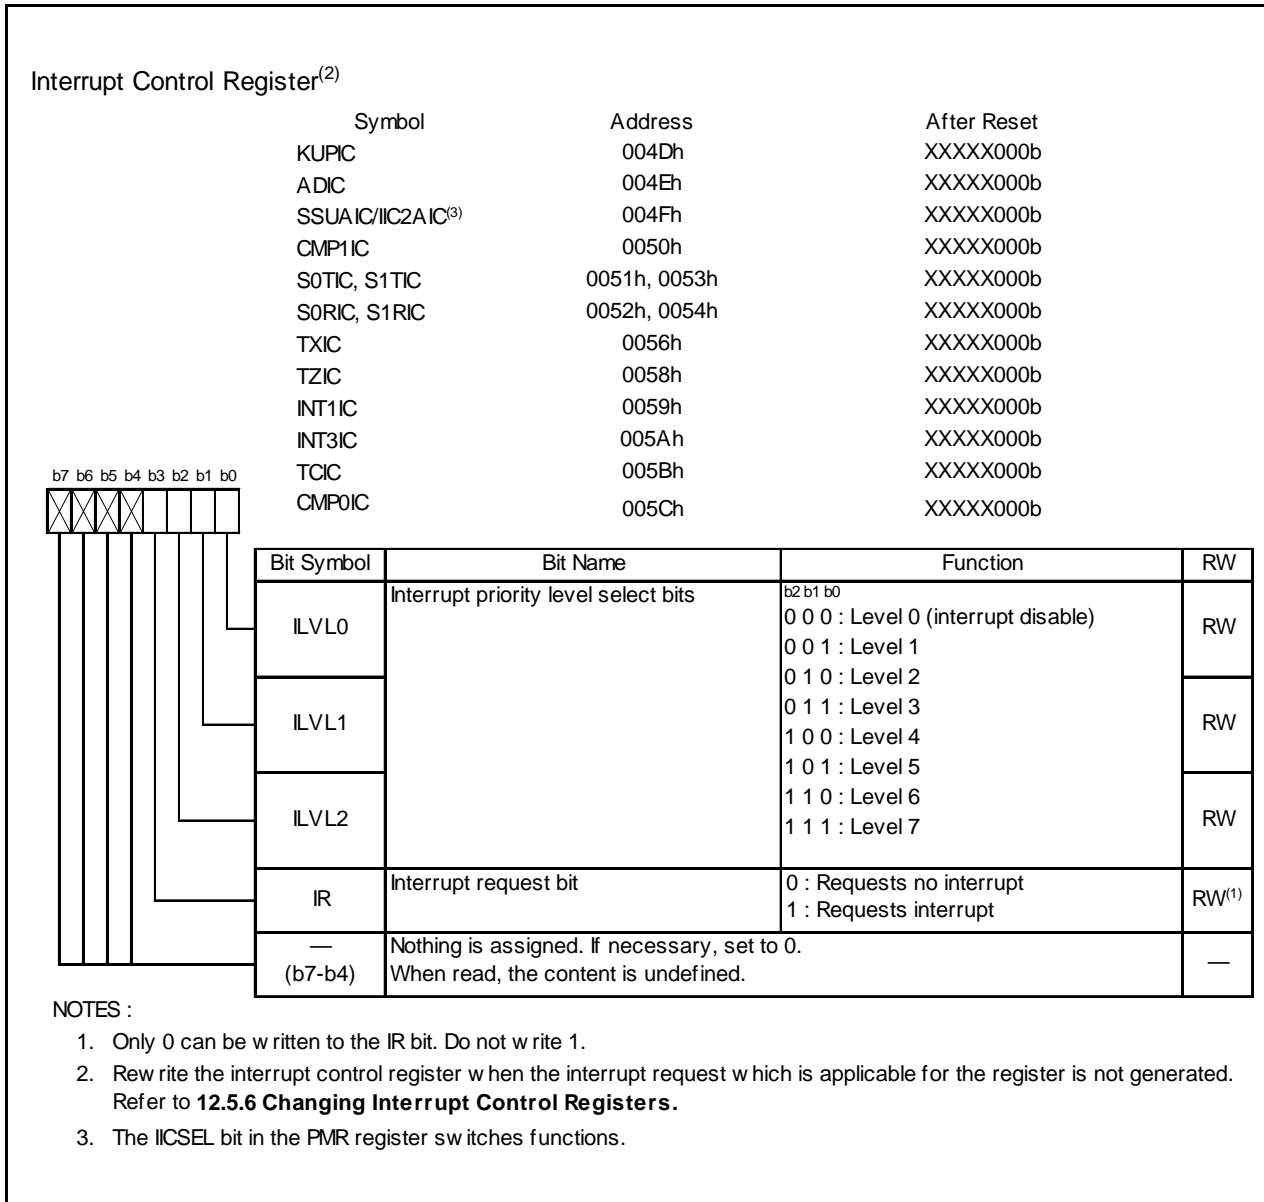 Interrupt Control Register(2)
Symbol Address After Reset
KUPIC 004Dh XXXXX000b
ADIC 004Eh XXXXX000b
SSUAIC/IIC2AIC(3) 004Fh XXXXX000b
CMP1IC 0050h XXXXX000b
S0TIC, S1TIC 0051h, 0053h XXXXX000b
S0RIC, S1RIC 0052h, 0054h XXXXX000b
TXIC 0056h XXXXX000b
TZIC 0058h XXXXX000b
INT1IC 0059h XXXXX000b
INT3IC 005Ah XXXXX000b
TCIC 005Bh XXXXX000b
CMP0IC 005Ch XXXXX000b
b7 b6 b5 b4 b3 b2 b1 b0
Bit Symbol Bit Name Function RW
ILVL0 Interrupt priority level select bits RW
b2 b1 b0
0 0 0 : Level 0 (interrupt disable)
0 0 1 : Level 1
0 1 0 : Level 2
ILVL1 RW
0 1 1 : Level 3
1 0 0 : Level 4
1 0 1 : Level 5
ILVL2 RW
1 1 0 : Level 6
1 1 1 : Level 7
IR Interrupt request bit RW(1)
0 : Requests no interrupt
1 : Requests interrupt
— Nothing is assigned. If necessary, set to 0. —
(b7-b4) When read, the content is undefined.
NOTES :
1. Only 0 can be written to the IR bit. Do not write 1.
2. Rewrite the interrupt control register when the interrupt request which is applicable for the register is not generated.
Refer to 12.5.6 Changing Interrupt Control Registers.
3. The IICSEL bit in the PMR register switches functions.